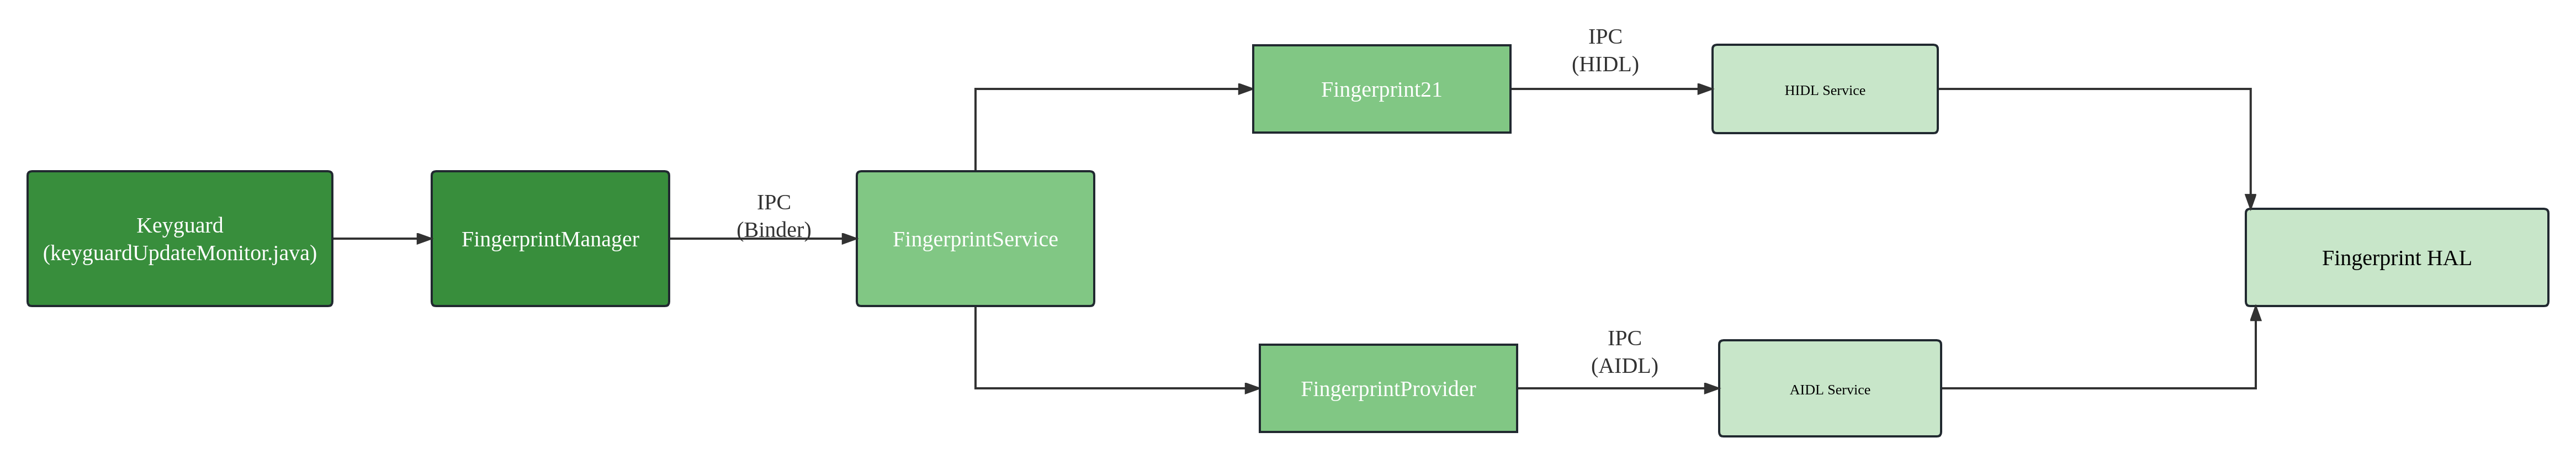 Keyguard
(keyguardUpdateMonitor.java)
FingerprintManager
IPC
(Binder)
FingerprintService
Fingerprint21
IPC
(HIDL)
HIDL Service
FingerprintProvider
IPC
(AIDL)
AIDL Service
Fingerprint HAL